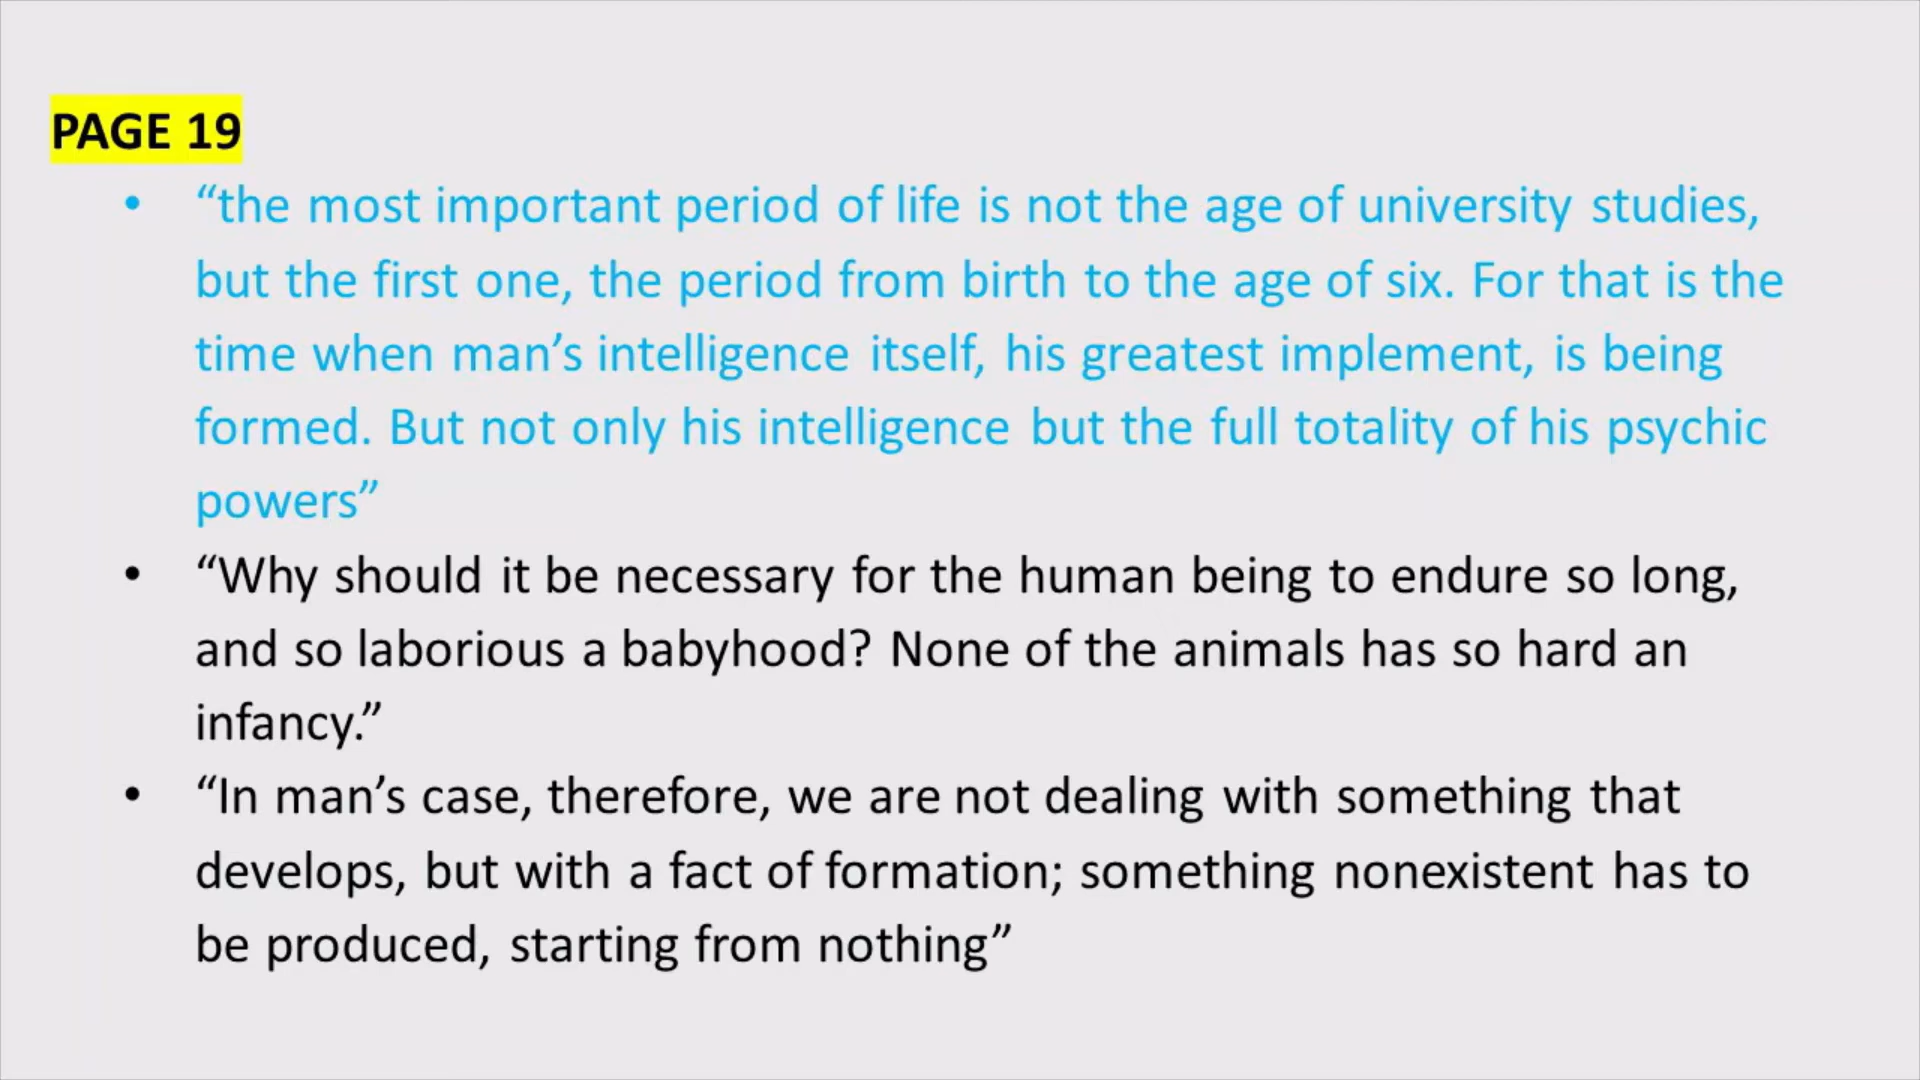 PAGE 19
• “the most important period of life is not the age of university studies,
but the first one, the period from birth to the age of six. For that is the
time when man’s intelligence itself, his greatest implement, is being
formed. But not only his intelligence but the full totality of his psychic
powers”
• “Why should it be necessary for the human being to endure so long,
and so laborious a babyhood? None of the animals has so hard an
infancy.”
• “In man’s case, therefore, we are not dealing with something that
develops, but with a fact of formation; something nonexistent has to
be produced, starting from nothing”